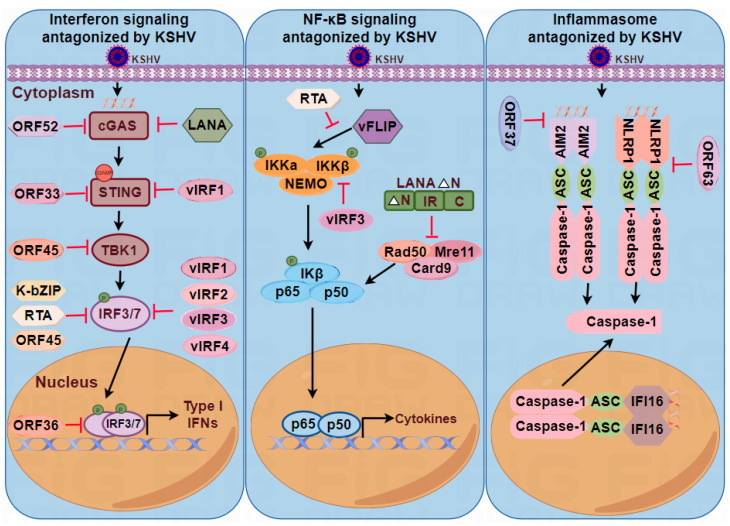 Interferon signaling
antagonized by KSHV
KSHV
Cytoplasm
ORF52
cGAS
LANA
cGAMP
ORF33
STING
vIRF1
ORF45
TBK1
K-bZIP
RTA
ORF45
P
IRF3/7
vIRF1
vIRF2
vIRF3
vIRF4
Nucleus
ORF36
P
P
IRF3/7
Type I
IFNs
NF-κB signaling
antagonized by KSHV
KSHV
RTA
vFLIP
P
P
IKKa
IKKβ
NEMO
vIRF3
LANA △N
△N IR C
Rad50 Mre11
Card9
P
IKβ
p65 p50
p65 p50
Cytokines
Inflammasome
antagonized by KSHV
KSHV
ORF37
AIM2
AIM2
NLRP1
NLRP1
ORF63
ASC
ASC
ASC
ASC
Caspase-1
Caspase-1
Caspase-1
Caspase-1
Caspase-1
Caspase-1 ASC IFI16
Caspase-1 ASC IFI16